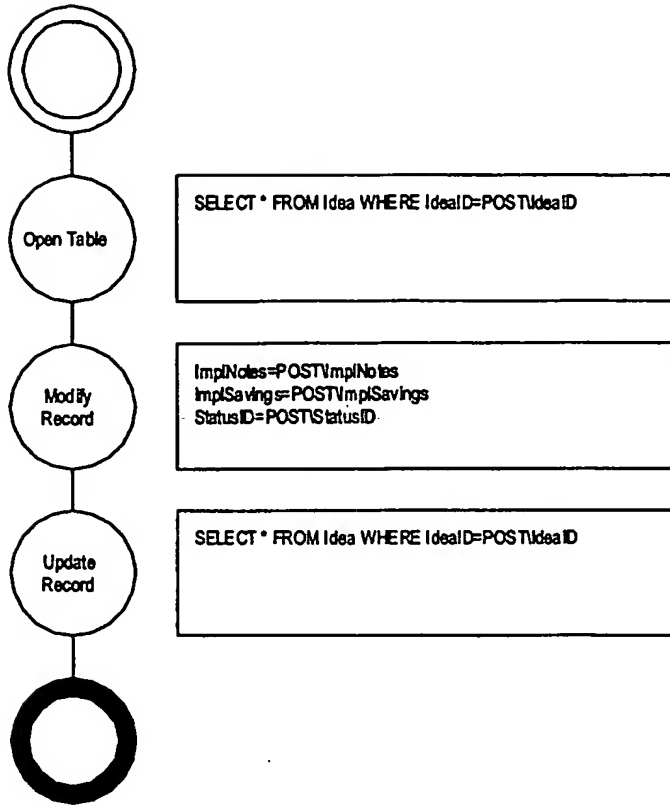 Open Table
SELECT * FROM Idea WHERE IdeaID=POST\IdeaID
Modify
Record
ImplNotes=POST\ImplNotes
ImplSavings=POST\ImplSavings
StatusID=POST\StatusID
Update
Record
SELECT * FROM Idea WHERE IdeaID=POST\IdeaID